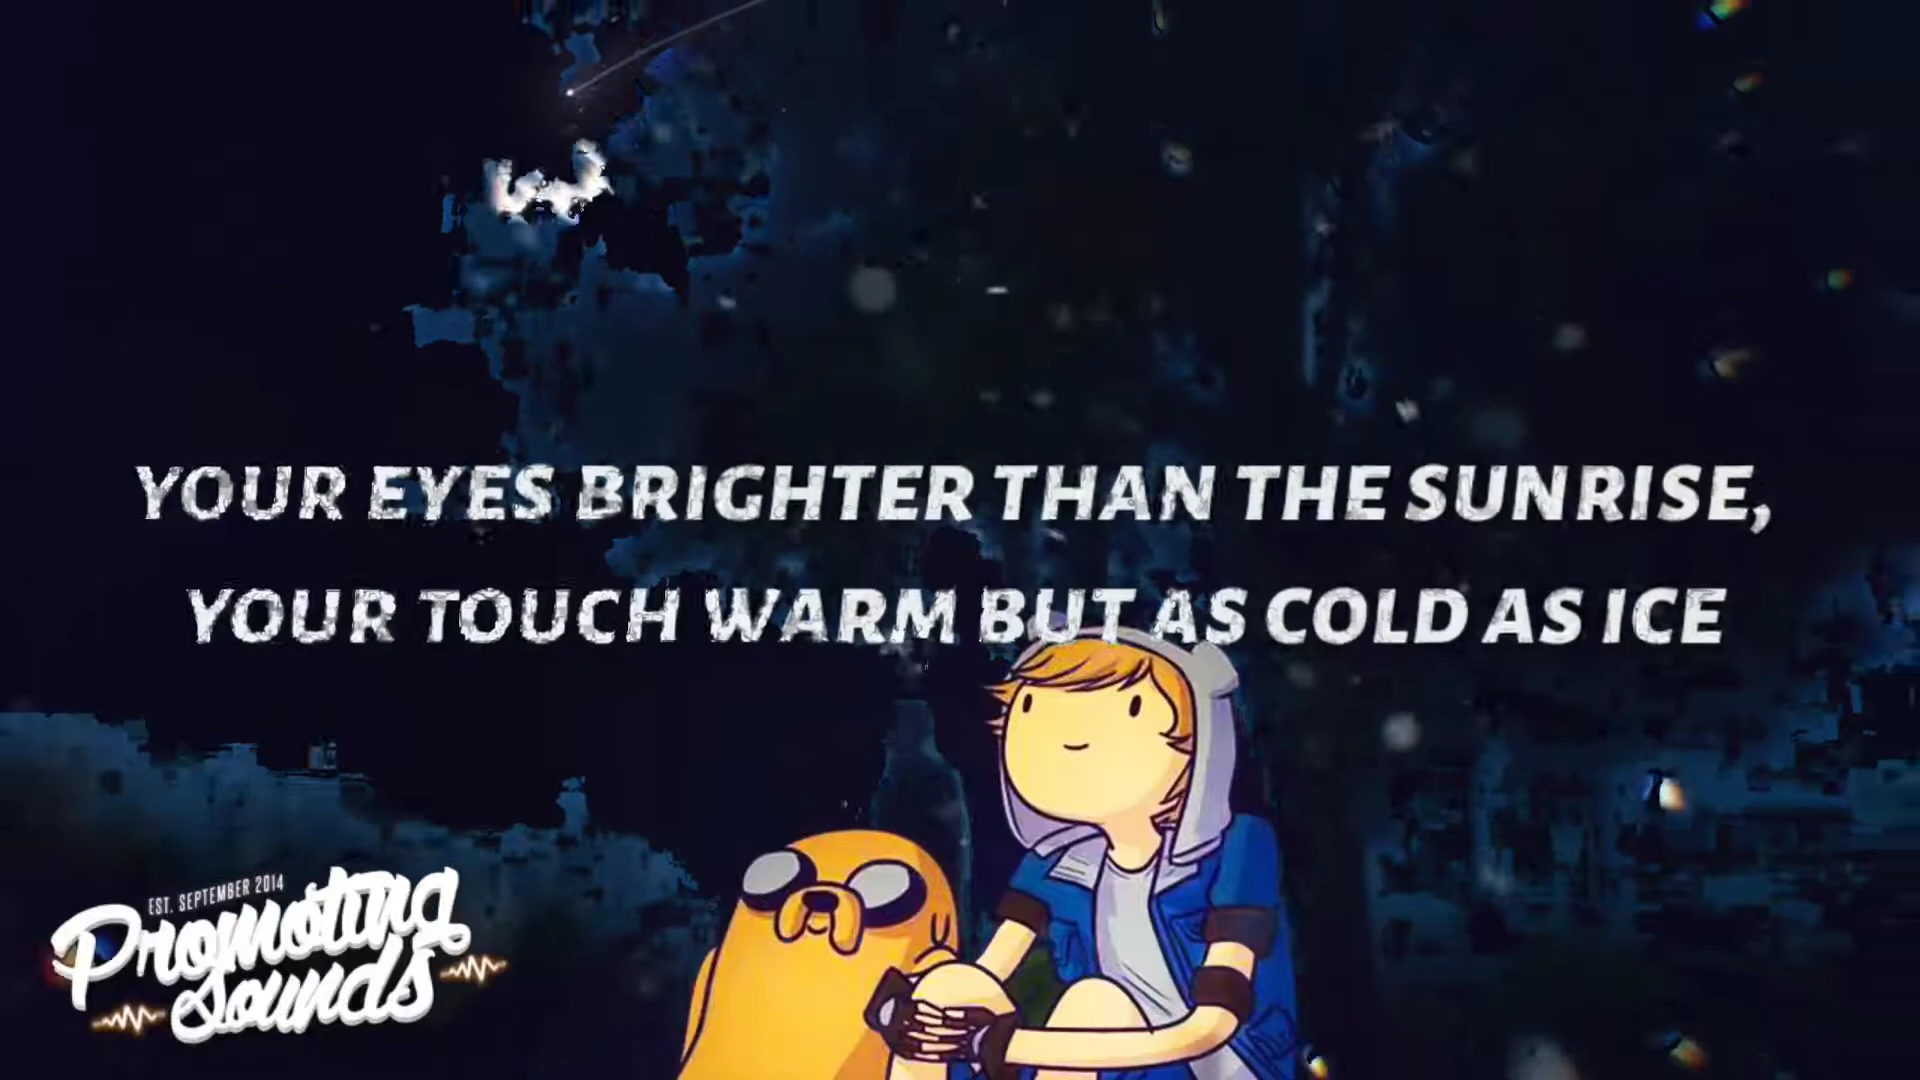 YOUR EYES BRIGHTER THAN THE SUNRISE,
YOUR TOUCH WARM BUT AS COLD AS ICE
EST. SEPTEMBER 2014
Promoting
Sounds